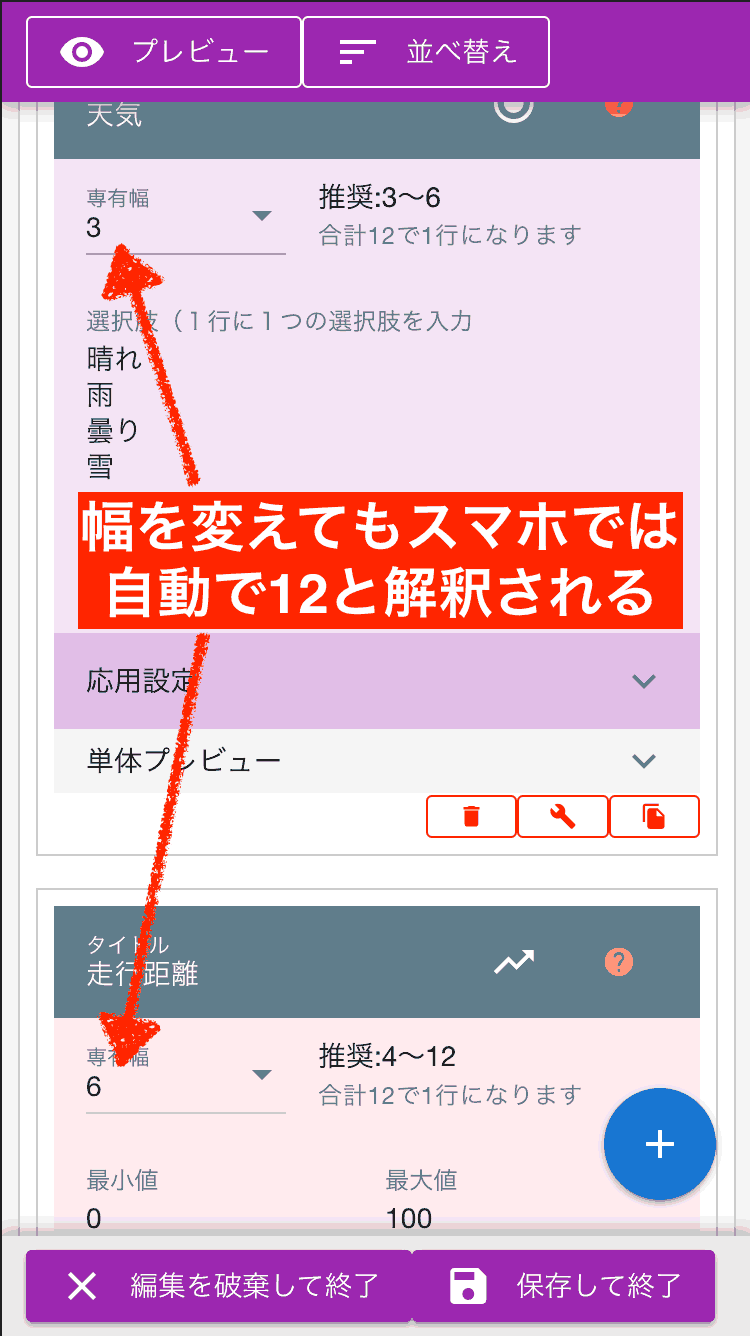 プレビュー
並べ替え
天気
専有幅
3
推奨:3〜6
合計12で1行になります
選択肢（１行に１つの選択肢を入力
晴れ
雨
曇り
雪
幅を変えてもスマホでは
自動で12と解釈される
応用設定
単体プレビュー
タイトル
走行距離
専有幅
6
推奨:4〜12
合計12で1行になります
最小値
最大値
0
100
編集を破棄して終了
保存して終了